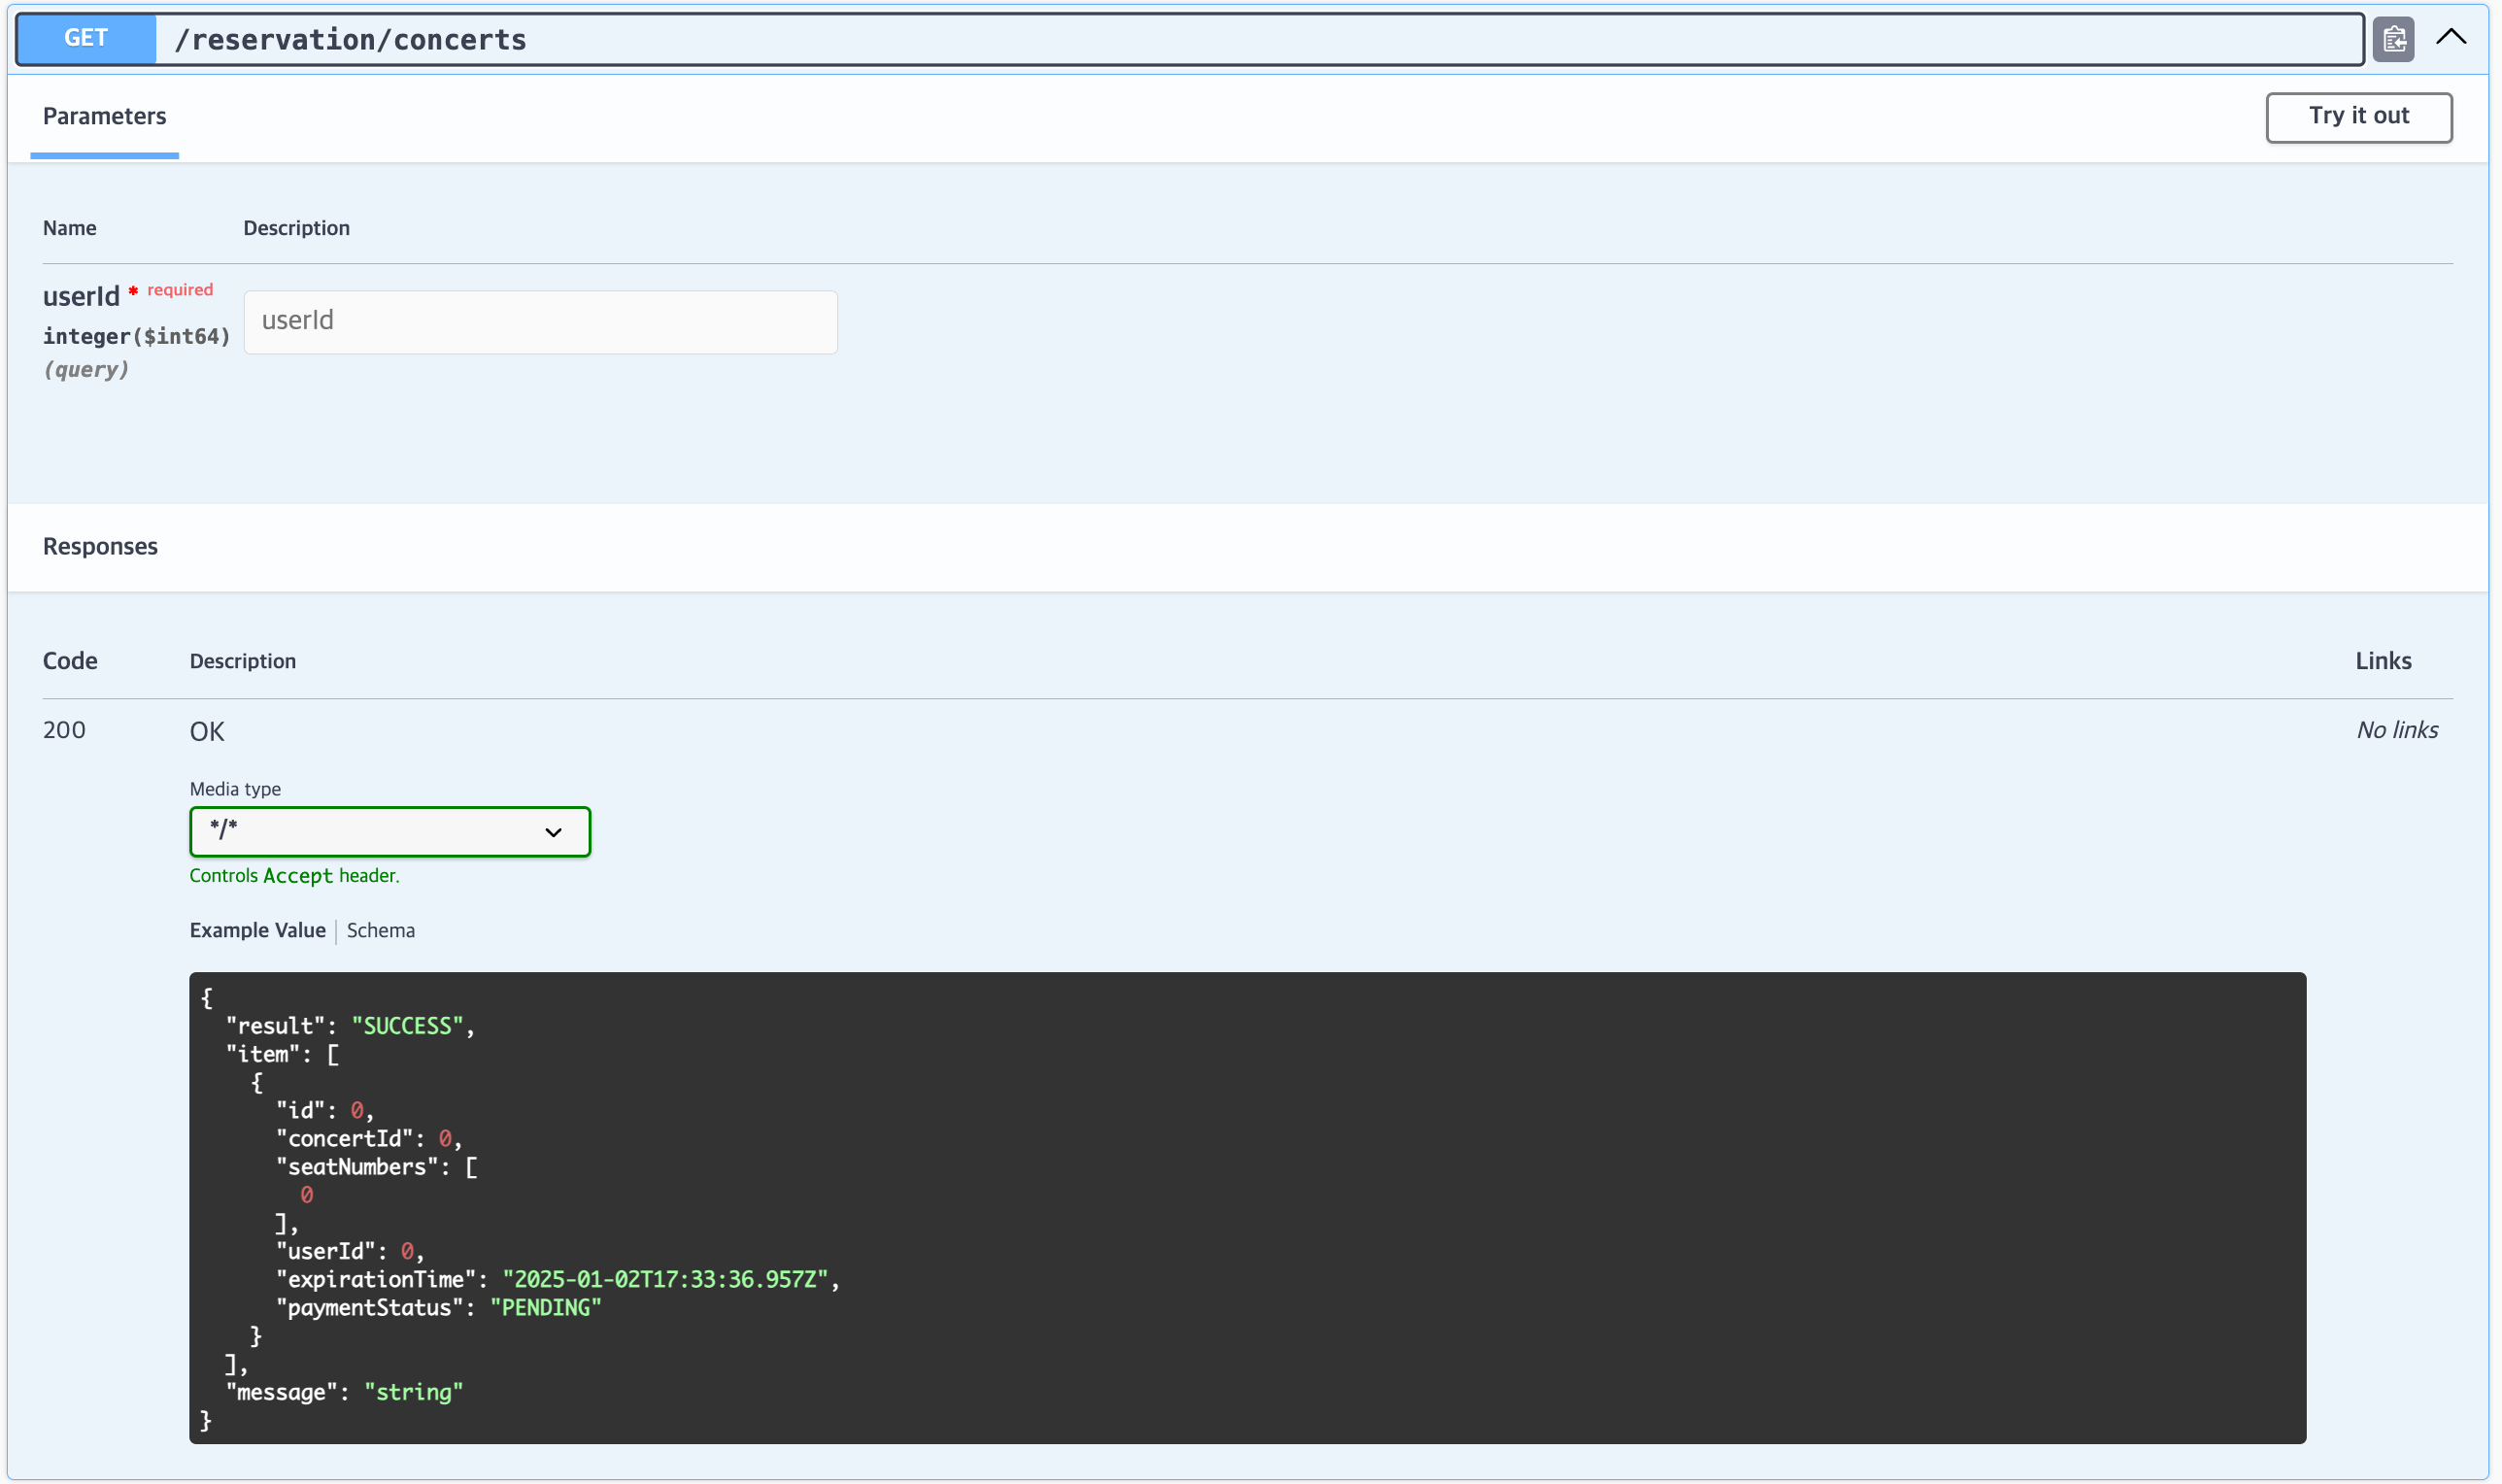 GET /reservation/concerts
Parameters
Try it out
Name Description
userId * required
integer($int64)
(query)
userId
Responses
Code Description Links
200 OK No links
Media type
*/*
Controls Accept header.
Example Value | Schema
{
  "result": "SUCCESS",
  "item": [
    {
      "id": 0,
      "concertId": 0,
      "seatNumbers": [
        0
      ],
      "userId": 0,
      "expirationTime": "2025-01-02T17:33:36.957Z",
      "paymentStatus": "PENDING"
    }
  ],
  "message": "string"
}